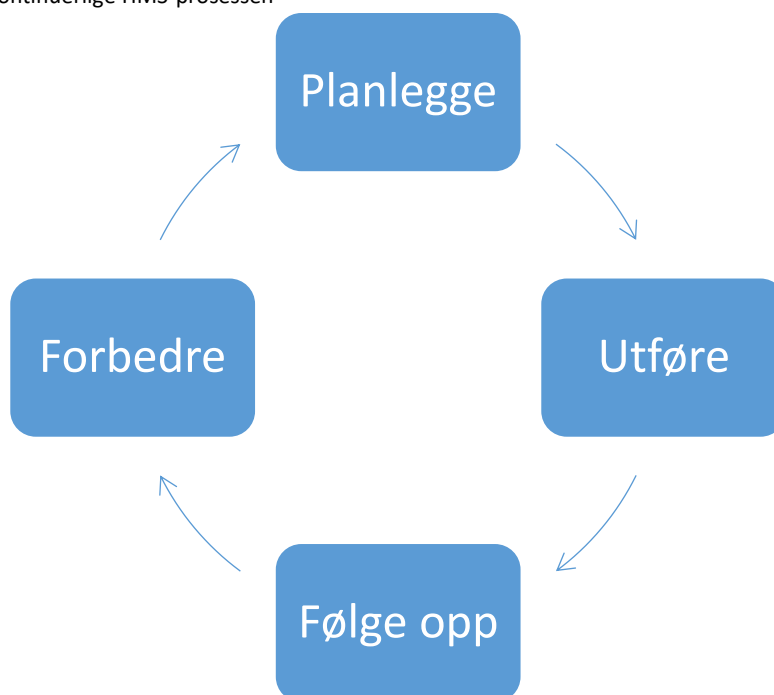 ontinuerlige HMS-prosessen
Planlegge
Forbedre
Utføre
Følge opp